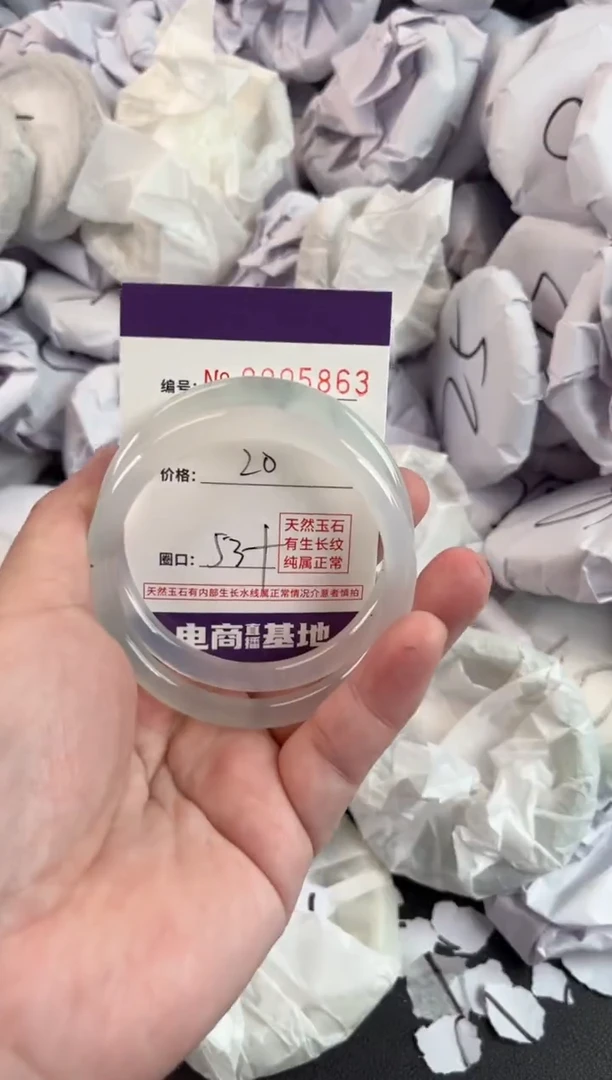 编号: № 0005863
价格: 20
天然玉石
有生长纹
纯属正常
圈口: 53+
天然玉石有内部生长水线属正常情况介意者慎拍
电商直播基地